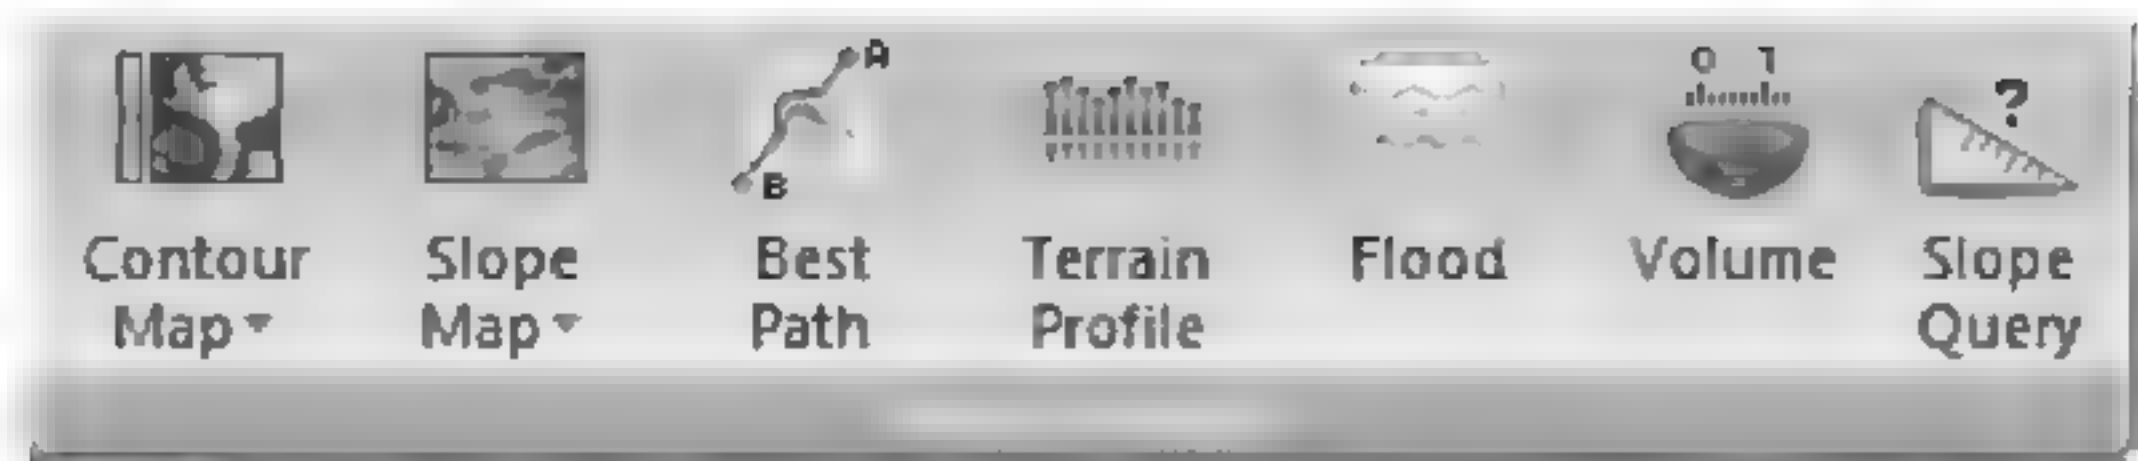 A
B
0 1
?
Contour
Map
Slope
Map
Best
Path
Terrain
Profile
Flood
Volume
Slope
Query